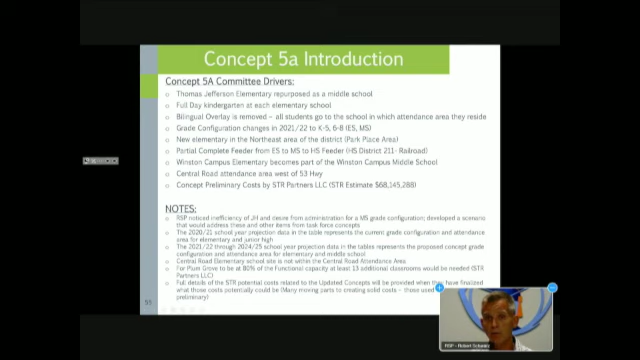 Concept 5a Introduction
Concept 5A Committee Drivers:
Thomas Jefferson Elementary repurposed as a middle school
Full Day kindergarten at each elementary school
Bilingual Overlay is removed – all students go to the school in which attendance area they reside
Grade Configuration changes in 2021/22 to K-5, 6-8 (ES, MS)
New elementary in the Northeast area of the district (Park Place Area)
Partial Complete Feeder from ES to MS to HS Feeder (HS District 211- Railroad)
Winston Campus Elementary becomes part of the Winston Campus Middle School
Central Road attendance area west of 53 Hwy
Concept Preliminary Costs by STR Partners LLC (STR Estimate $68,145,288)
NOTES:
RSP noticed inefficiency of JH and desire from administration for a MS grade configuration; developed a scenario
that would address these and other items from task force concepts
The 2020/21 school year projection data in the table represents the current grade configuration and attendance
area for elementary and junior high
The 2021/22 through 2024/25 school year projection data in the tables represents the proposed concept grade
configuration and attendance area for elementary and middle school
Central Road Elementary school site is not within the Central Road Attendance Area
For Plum Grove to be at 80% of the Functional capacity at least 13 additional classrooms would be needed (STR
Partners LLC)
Full details of the STR potential costs related to the Updated Concepts will be provided when they have finalized
what those costs potentially could be (Many moving parts to creating solid costs – those used
preliminary)
55
RSP - Robert Schwarz